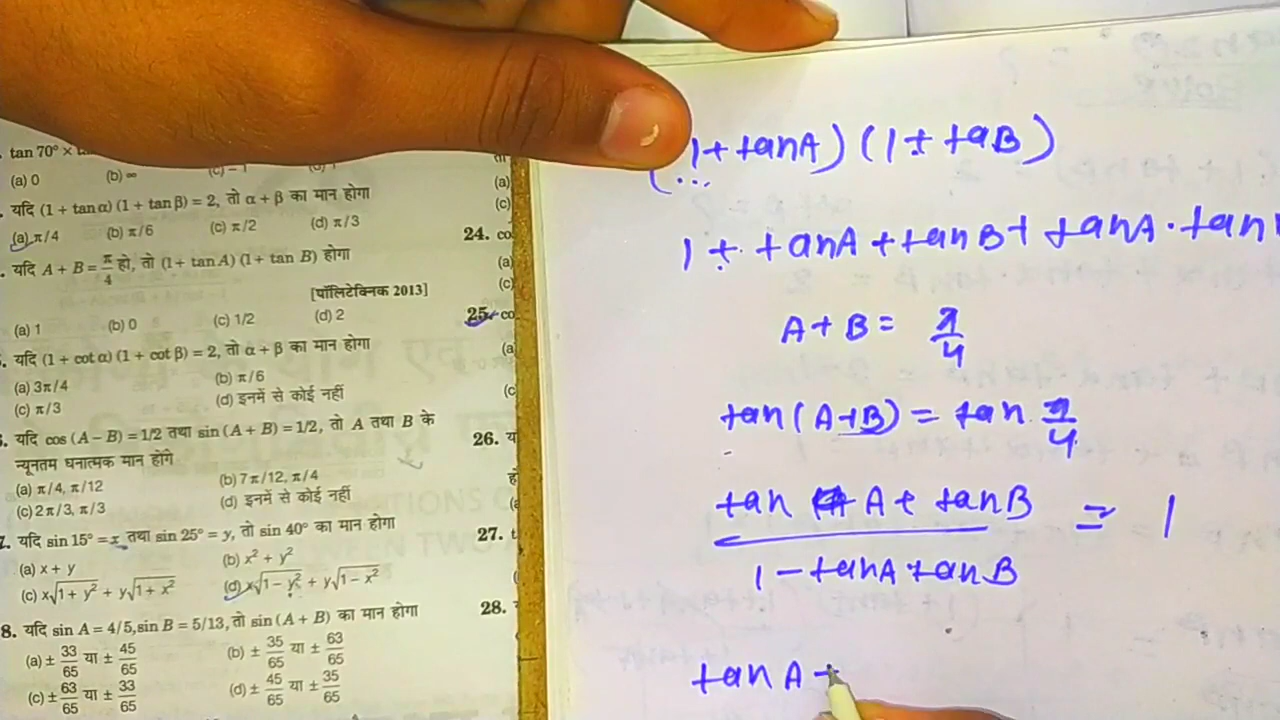 tan 70° ×
(a) 0 (b) ∞ (c) – 1
यदि (1 + tan α) (1 + tan β) = 2, तो α + β का मान होगा
(a) π/4 (b) π/6 (c) π/2 (d) π/3
यदि A + B = π/4 हो, तो (1 + tan A) (1 + tan B) होगा
[पॉलिटेक्निक 2013]
(a) 1 (b) 0 (c) 1/2 (d) 2
यदि (1 + cot α) (1 + cot β) = 2, तो α + β का मान होगा
(a) 3π/4 (b) π/6
(c) π/3 (d) इनमें से कोई नहीं
यदि cos (A – B) = 1/2 तथा sin (A + B) = 1/2, तो A तथा B के
न्यूनतम धनात्मक मान होंगे
(a) π/4, π/12 (b) 7π/12, π/4
(c) 2π/3, π/3 (d) इनमें से कोई नहीं
7. यदि sin 15° = x तथा sin 25° = y, तो sin 40° का मान होगा
(a) x + y (b) x² + y²
(c) x√1 + y² + y√1 + x² (d) x√1 – y² + y√1 – x²
8. यदि sin A = 4/5, sin B = 5/13, तो sin (A + B) का मान होगा
(a) ± 33/65 या ± 45/65 (b) ± 35/65 या ± 63/65
(c) ± 63/65 या ± 33/65 (d) ± 45/65 या ± 35/65
(a)
(c)
24. co
(a)
(c)
25. co
(a
(c
26. य
27.
28.
1 + tanA) (1 + taB)
1 + tanA + tanB + tanA · tan
A + B = π/4
tan (A + B) = tan π/4
tan A + tanB / 1 – tanA tanB = 1
tan A +